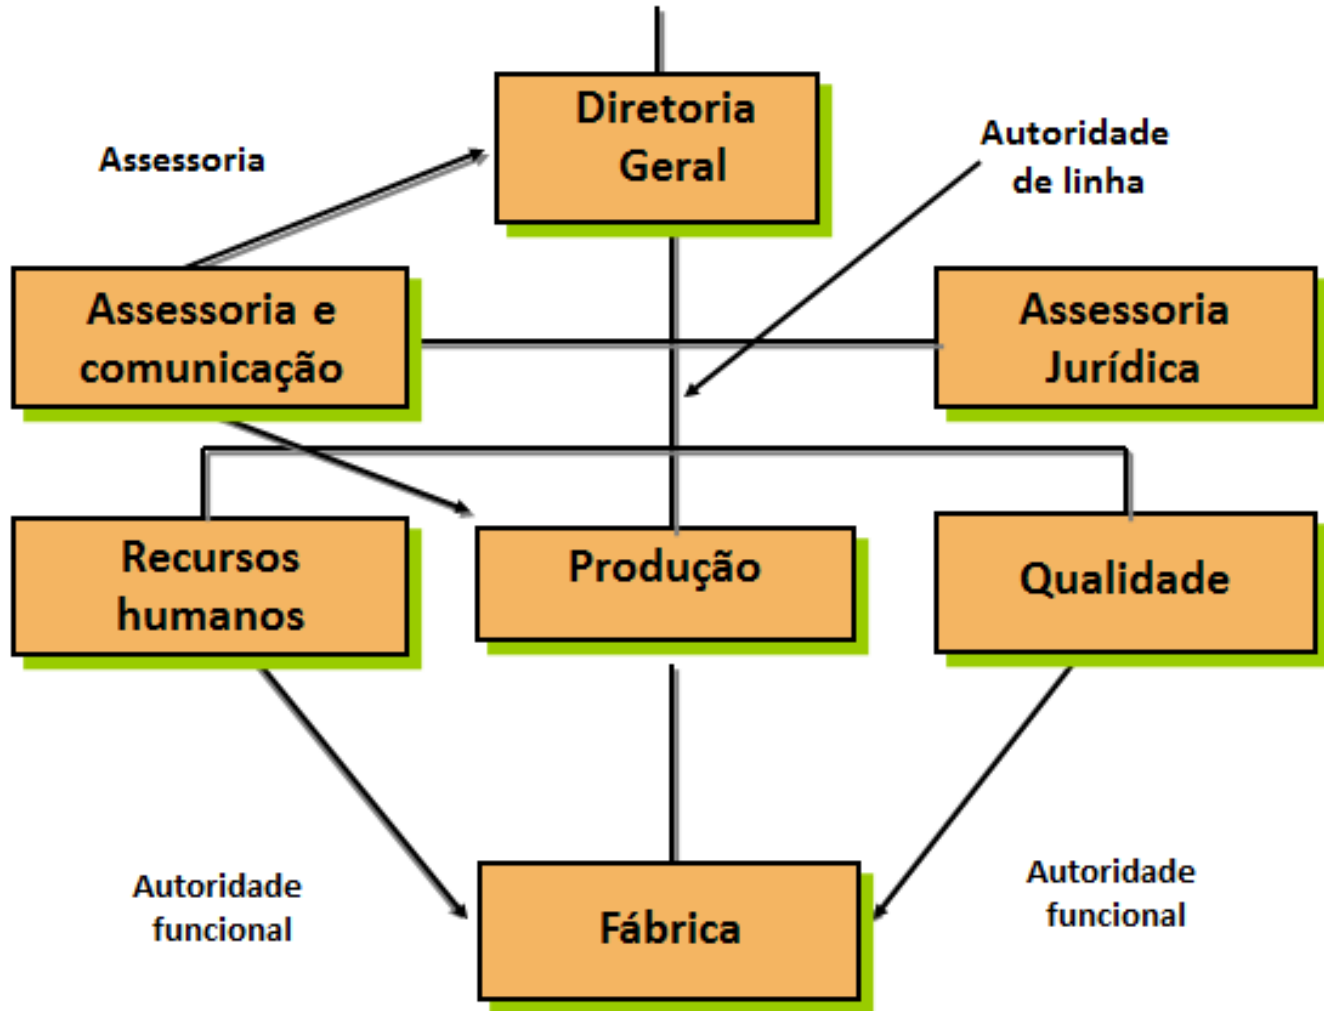 Diretoria
Geral
Assessoria
Autoridade
de linha
Assessoria e
comunicação
Assessoria
Jurídica
Recursos
humanos
Produção
Qualidade
Autoridade
funcional
Autoridade
funcional
Fábrica